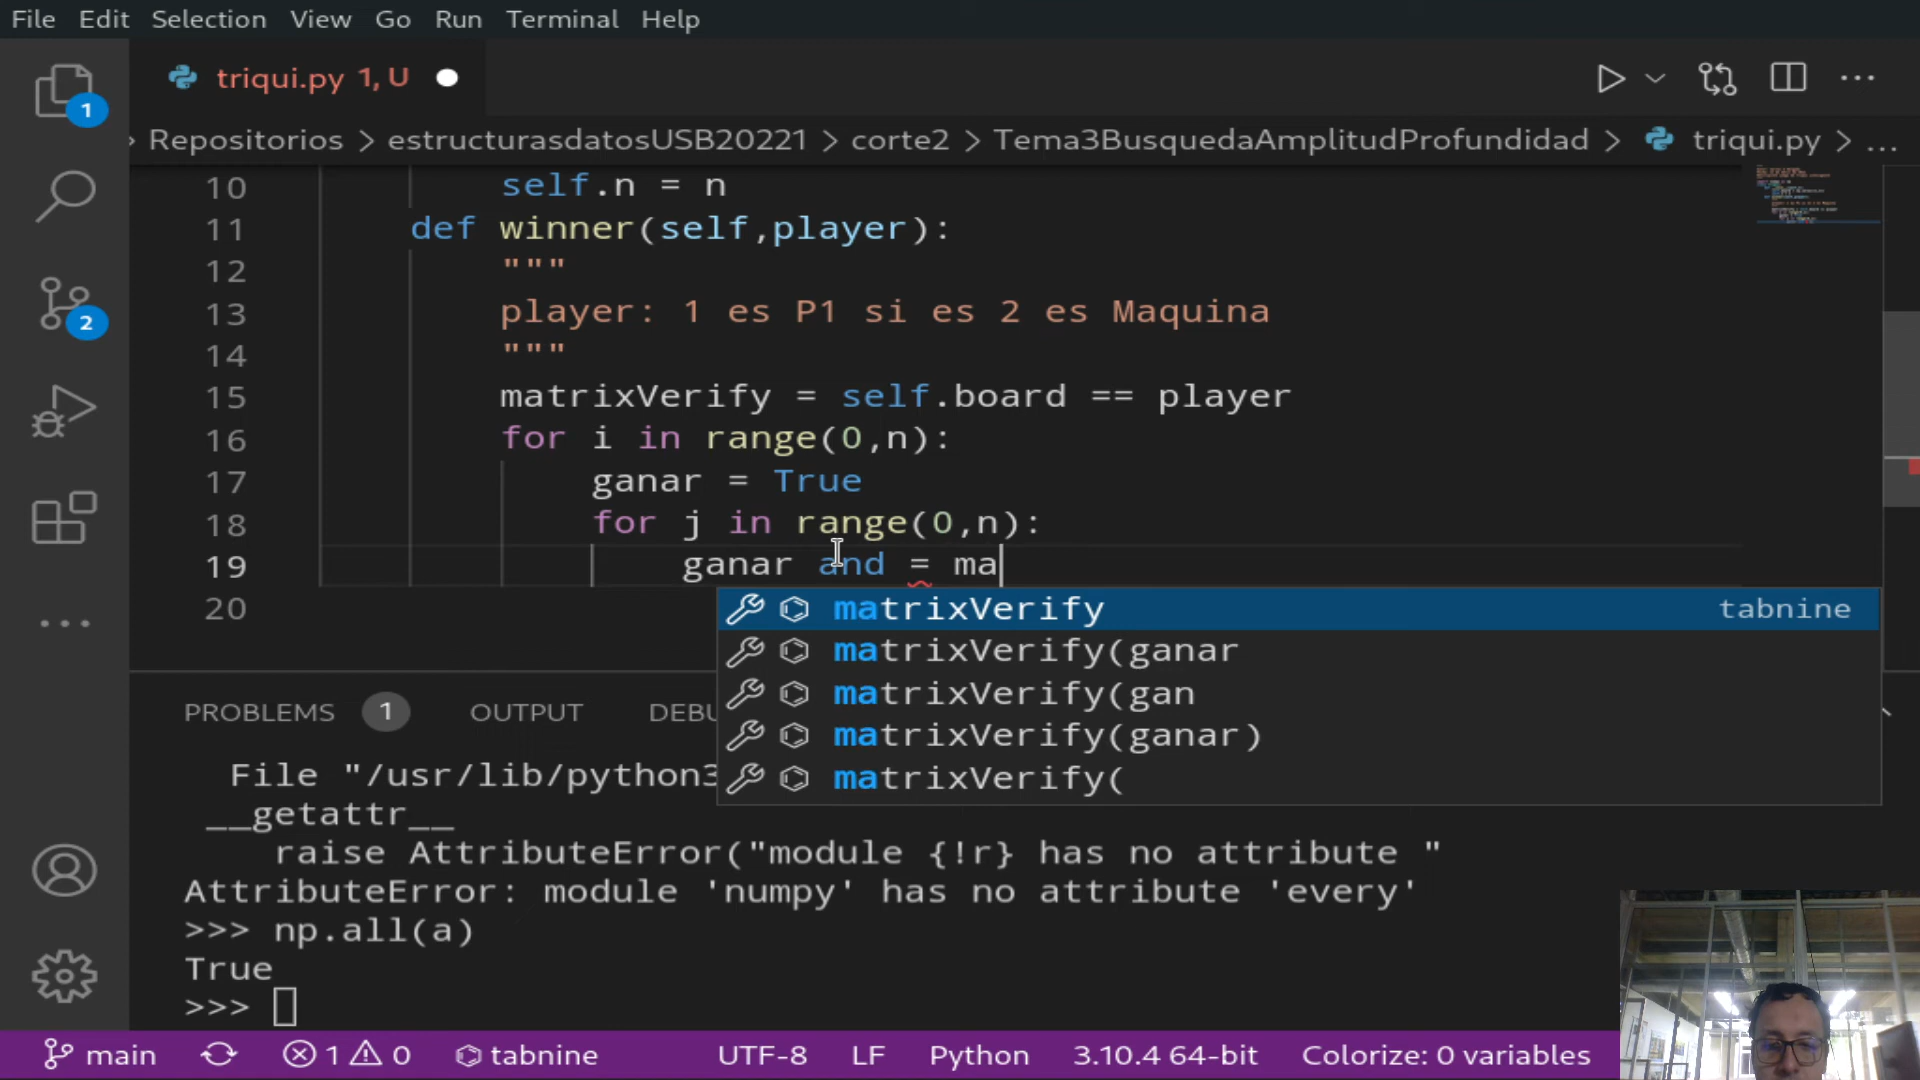 File Edit Selection View Go Run Terminal Help
triqui.py 1, U
1
Repositorios > estructurasdatosUSB20221 > corte2 > Tema3BusquedaAmplitudProfundidad > triqui.py > ...
10 self.n = n
11 def winner(self,player):
12 """
13 player: 1 es P1 si es 2 es Maquina
14 """
15 matrixVerify = self.board == player
16 for i in range(0,n):
17 ganar = True
18 for j in range(0,n):
19 ganar and = ma
20
2
matrixVerify tabnine
matrixVerify(ganar
matrixVerify(gan
matrixVerify(ganar)
matrixVerify(
PROBLEMS 1 OUTPUT DEBU
File "/usr/lib/python3
__getattr__
raise AttributeError("module {!r} has no attribute "
AttributeError: module 'numpy' has no attribute 'every'
>>> np.all(a)
True
>>>
main 1 0 tabnine UTF-8 LF Python 3.10.4 64-bit Colorize: 0 variables